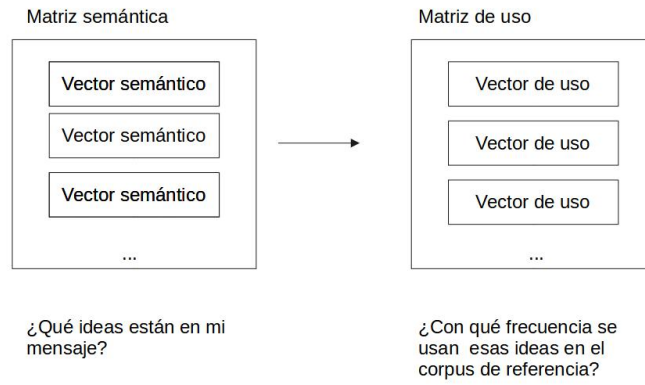 Matriz semántica
Vector semántico
Vector semántico
Vector semántico
...
¿Qué ideas están en mi
mensaje?
Matriz de uso
Vector de uso
Vector de uso
Vector de uso
...
¿Con qué frecuencia se
usan esas ideas en el
corpus de referencia?